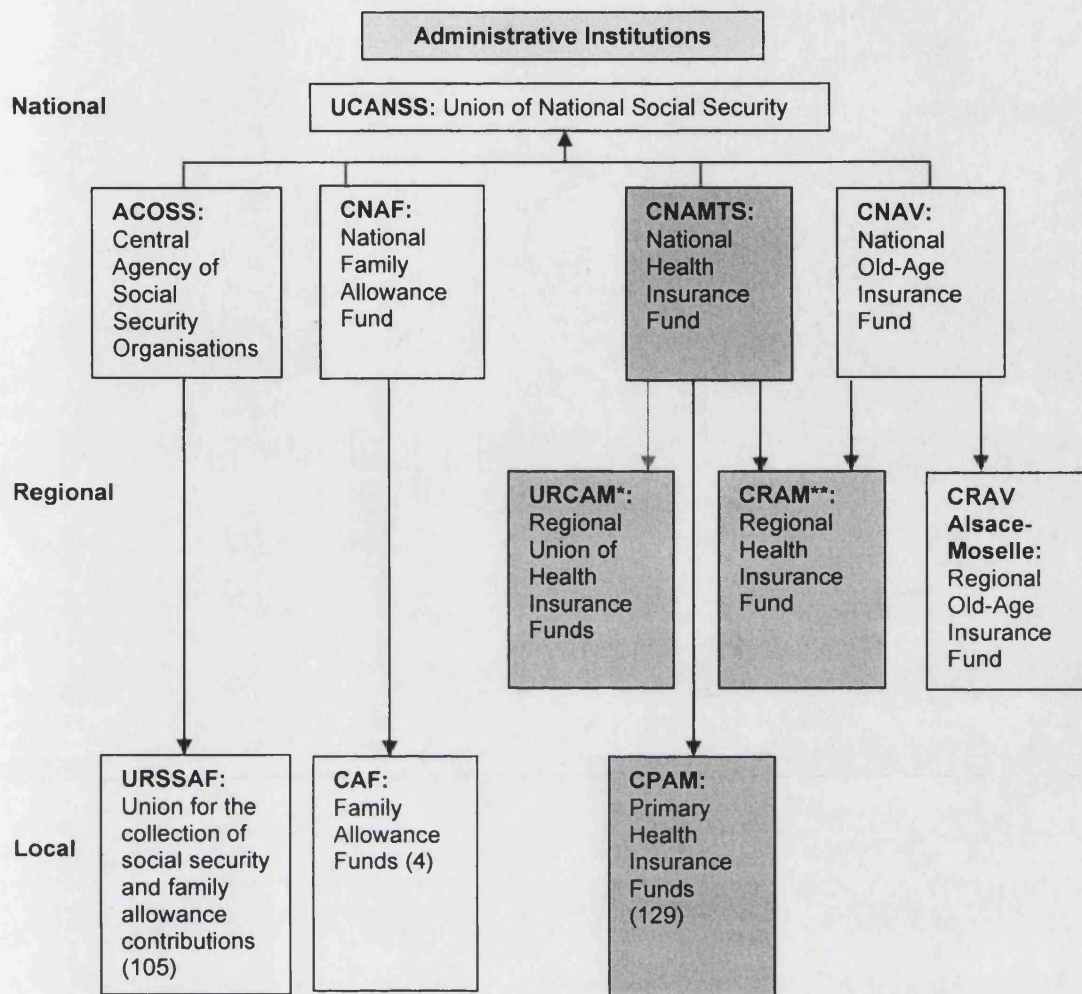 Administrative Institutions
National
UCANSS: Union of National Social Security
ACOSS:
Central
Agency of
Social
Security
Organisations
CNAF:
National
Family
Allowance
Fund
CNAMTS:
National
Health
Insurance
Fund
CNAV:
National
Old-Age
Insurance
Fund
Regional
URCAM*:
Regional
Union of
Health
Insurance
Funds
CRAM**:
Regional
Health
Insurance
Fund
CRAV
Alsace-
Moselle:
Regional
Old-Age
Insurance
Fund
Local
URSSAF:
Union for the
collection of
social security
and family
allowance
contributions
(105)
CAF:
Family
Allowance
Funds (4)
CPAM:
Primary
Health
Insurance
Funds
(129)